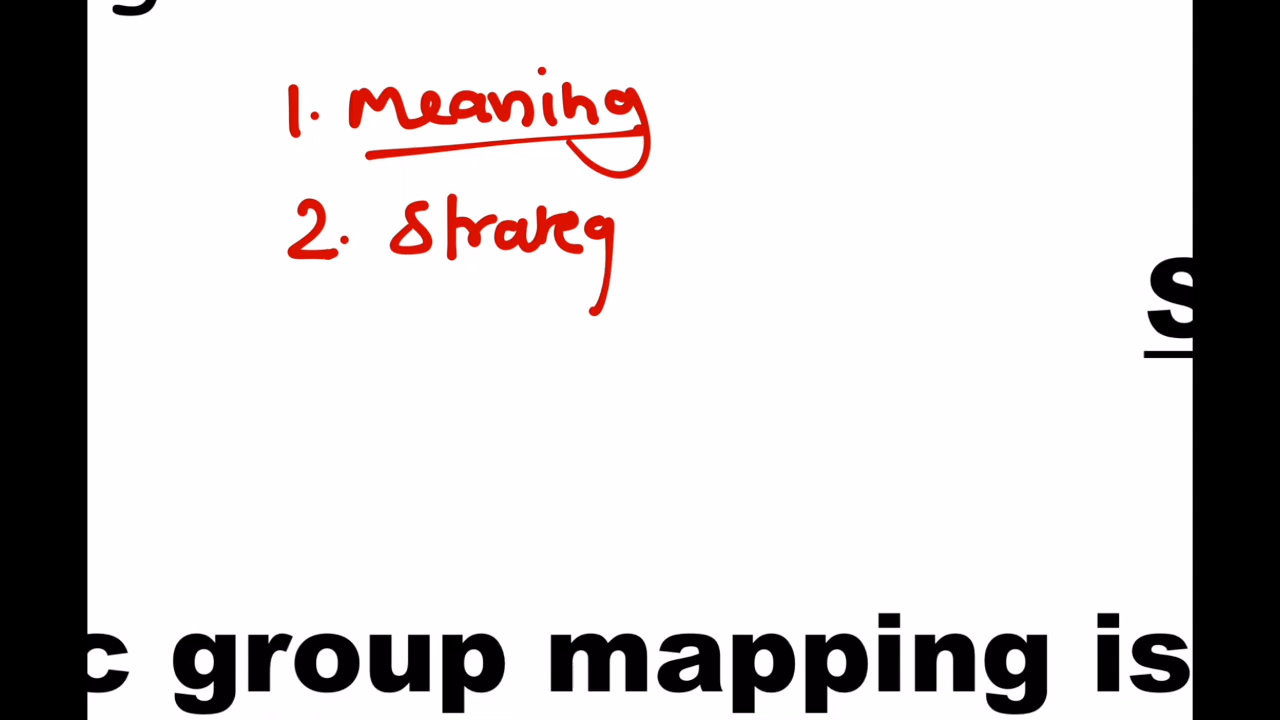 g
1. Meaning
2. Strateg
S
c group mapping is